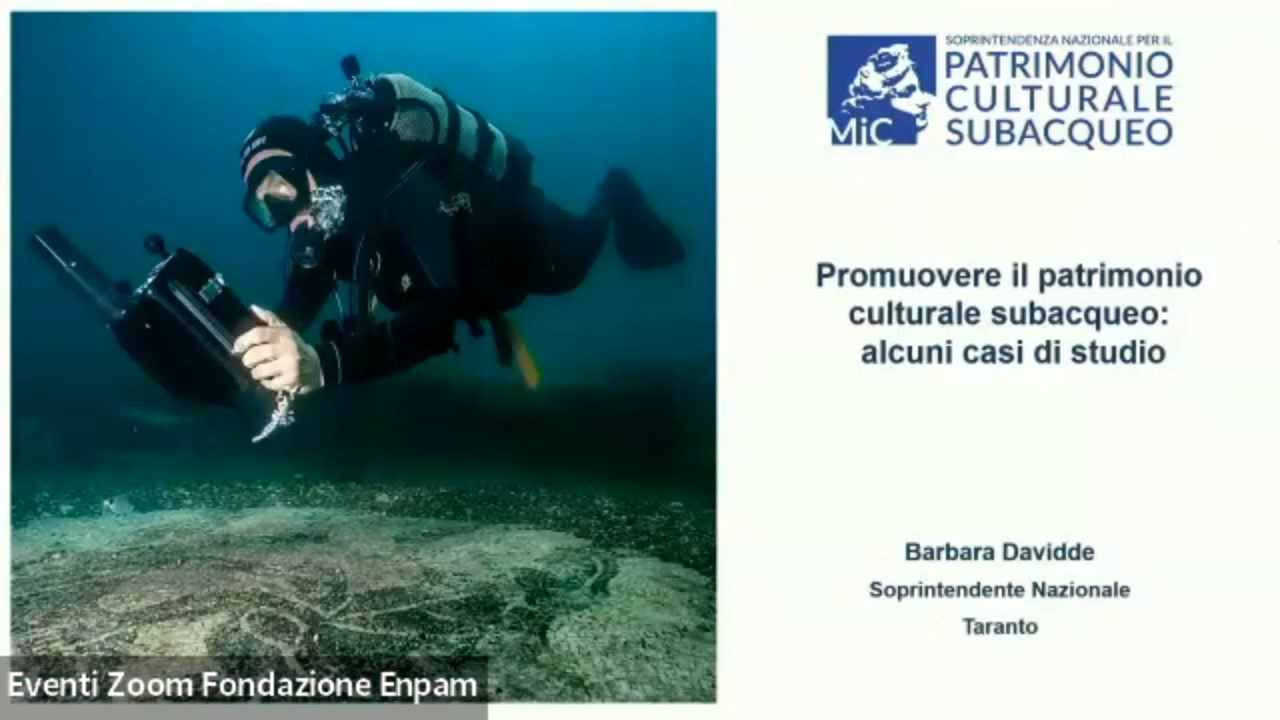 SOPRINTENDENZA NAZIONALE PER IL
PATRIMONIO
CULTURALE
SUBACQUEO
MiC
Promuovere il patrimonio
culturale subacqueo:
alcuni casi di studio
Barbara Davidde
Soprintendente Nazionale
Taranto
Eventi Zoom Fondazione Enpam